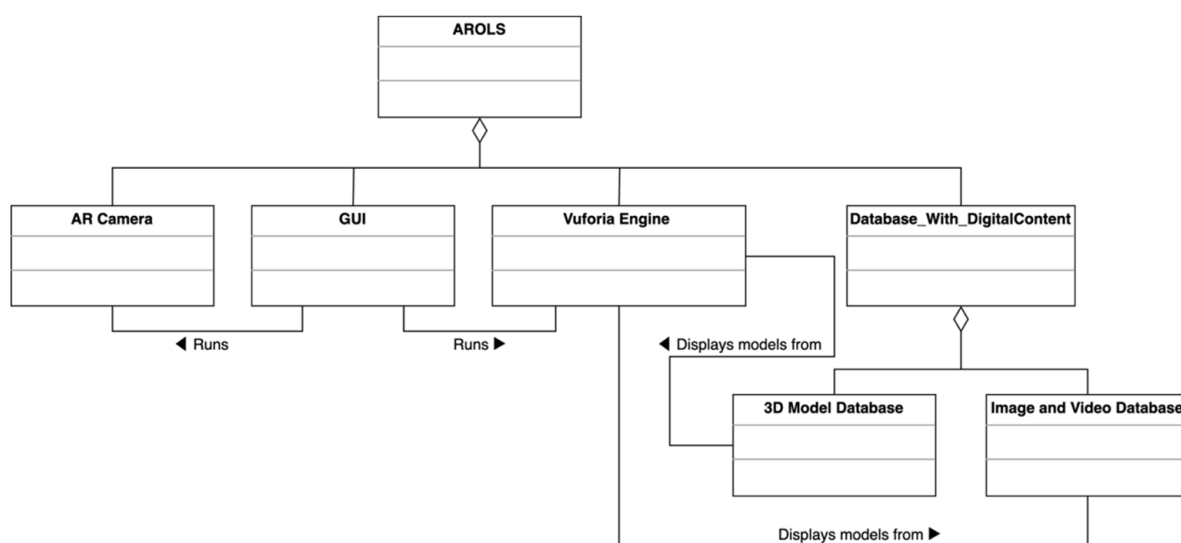 AROLS
AR Camera
GUI
Vuforia Engine
Database_With_DigitalContent
◀ Runs
Runs ▶
◀ Displays models from
3D Model Database
Image and Video Database
Displays models from ▶